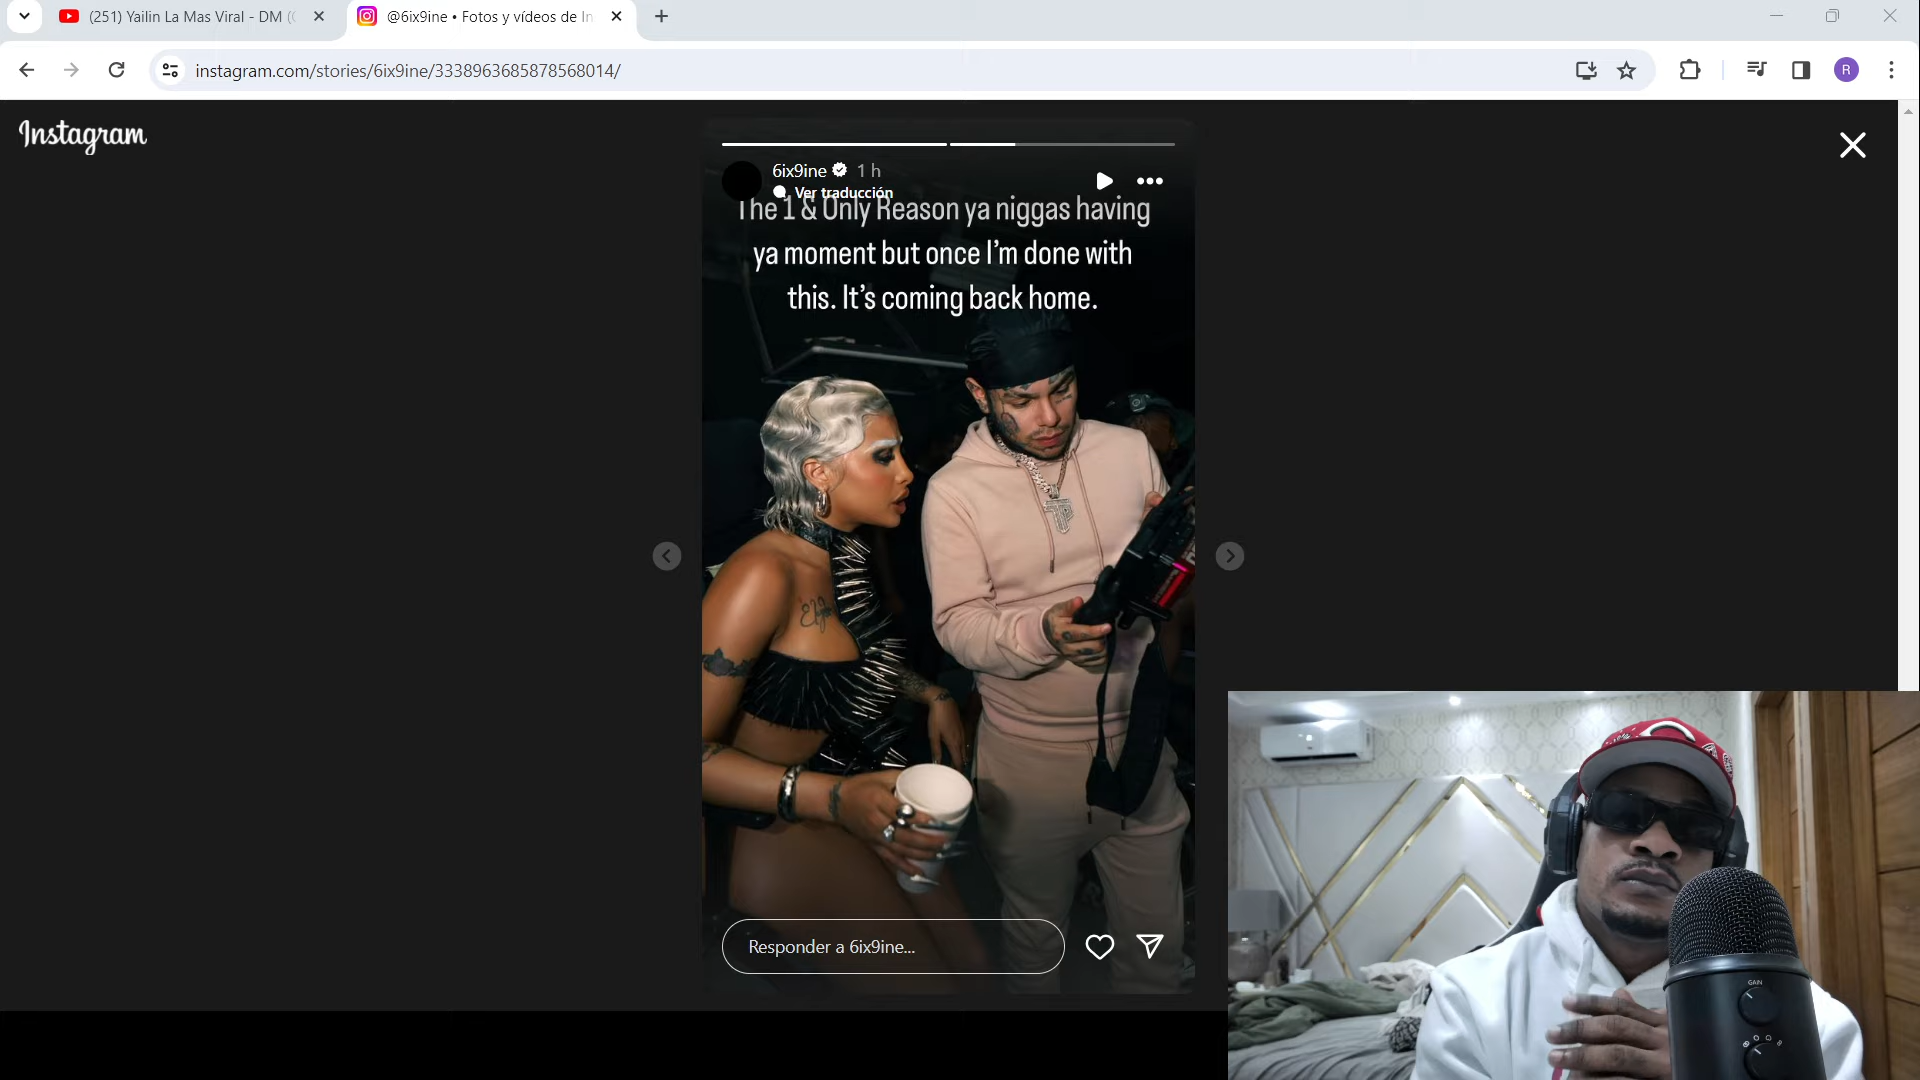 (251) Yailin La Mas Viral - DM (
@6ix9ine • Fotos y vídeos de In
instagram.com/stories/6ix9ine/3338963685878568014/
R
Instagram
6ix9ine 1 h
Ver traducción
The 1 & Only Reason ya niggas having
ya moment but once I'm done with
this. It's coming back home.
Responder a 6ix9ine...
GAIN